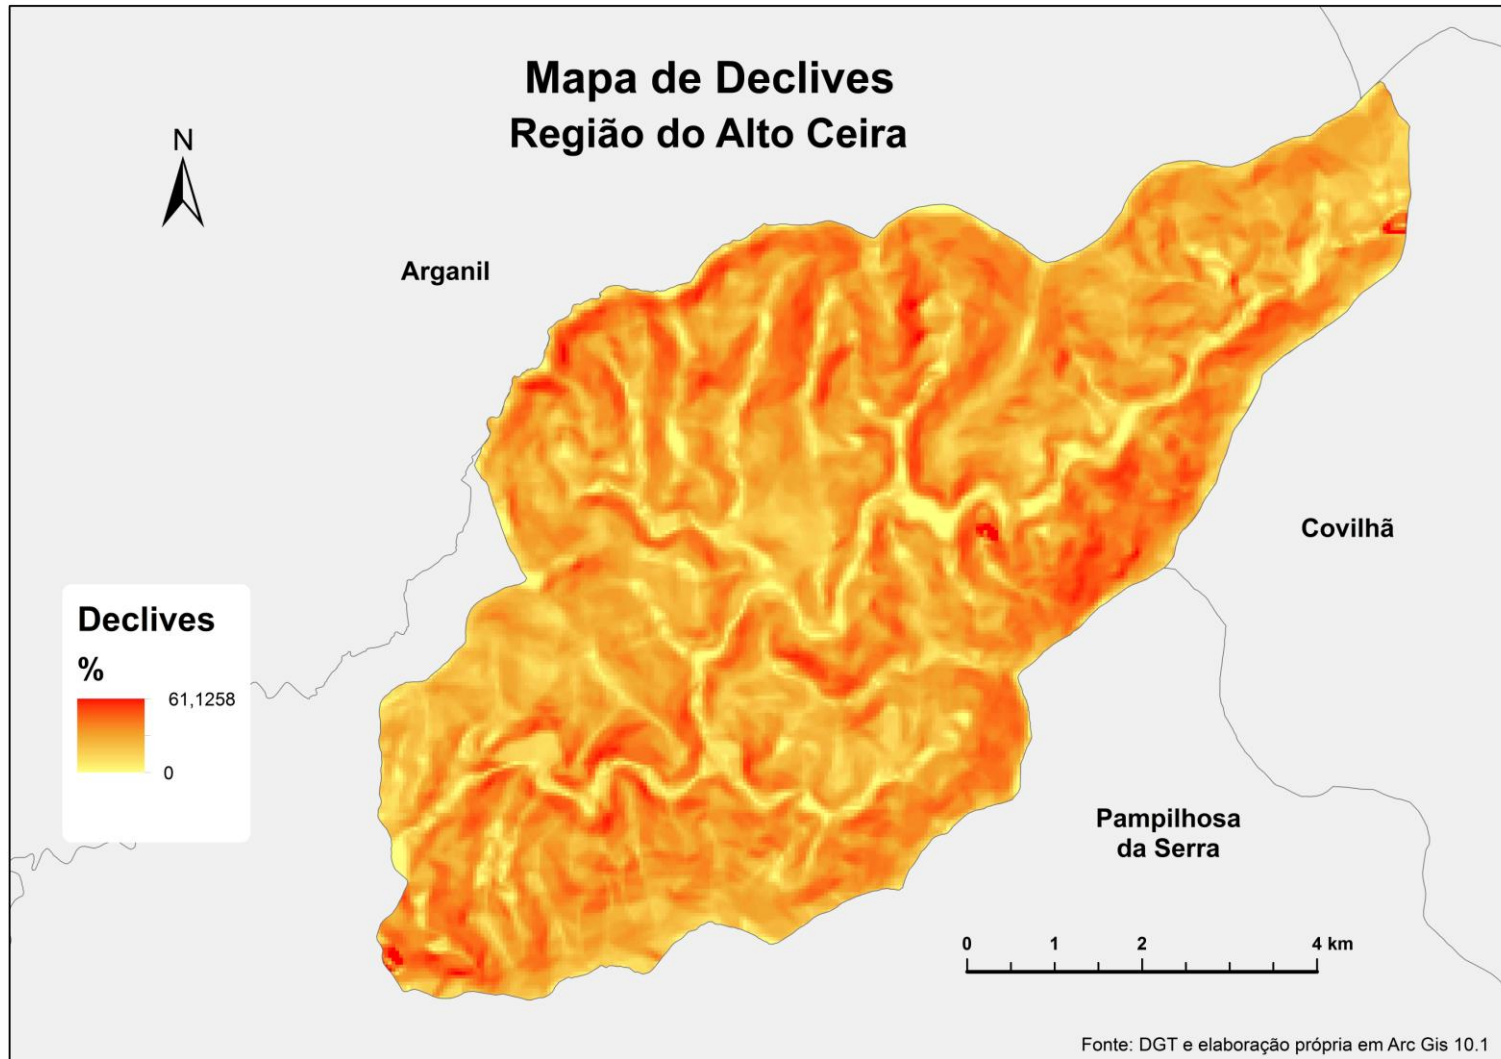 Mapa de Declives
Região do Alto Ceira
N
Arganil
Covilhã
Declives
%
61,1258
0
Pampilhosa
da Serra
0 1 2 4 km
Fonte: DGT e elaboração própria em Arc Gis 10.1